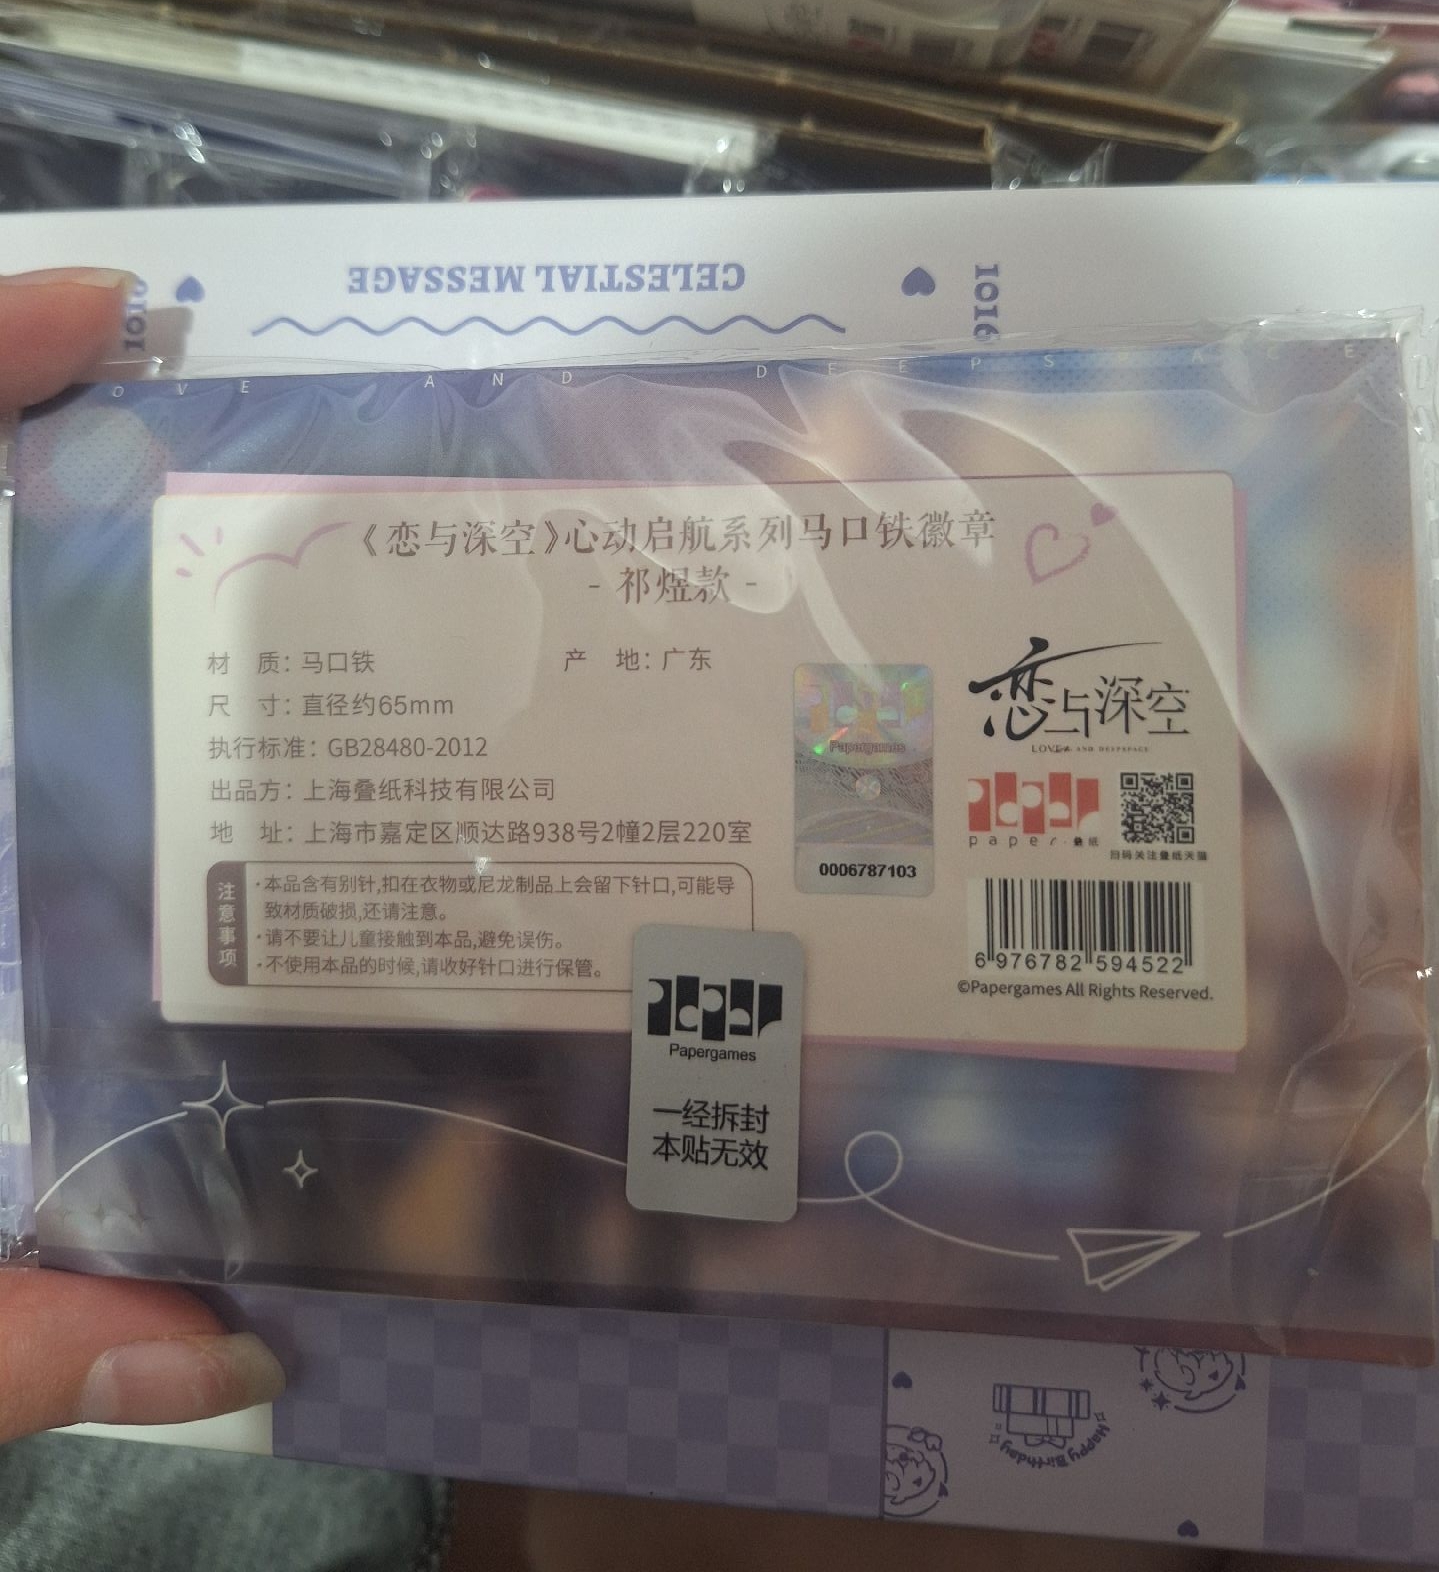 CELESTIAL MESSAGE
1016
OVE AND DEEPSPACE
《恋与深空》心动启航系列马口铁徽章
- 祁煜款 -
材 质：马口铁 产 地：广东
尺 寸：直径约65mm
执行标准：GB28480-2012
出品方：上海叠纸科技有限公司
地 址：上海市嘉定区顺达路938号2幢2层220室
注意事项
·本品含有别针,扣在衣物或尼龙制品上会留下针口,可能导
致材质破损,还请注意。
·请不要让儿童接触到本品,避免误伤。
·不使用本品的时候,请收好针口进行保管。
Papergames
0006787103
恋与深空
LOVE AND DEEPSPACE
paper
paper·叠纸
扫码关注叠纸天猫
6 976782 594522
©Papergames All Rights Reserved.
paper
Papergames
一经拆封
本贴无效
Happy Birthday